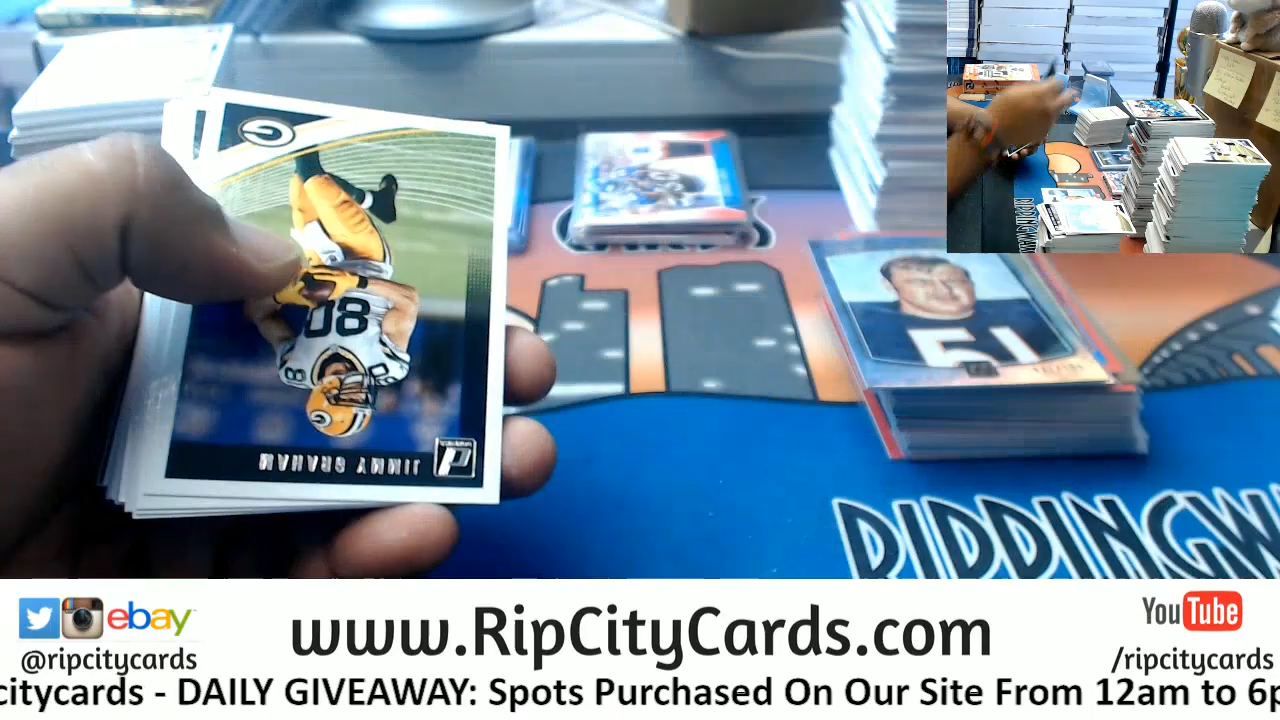 JIMMY GRAHAM
80
51
RIPPINGW
ebay
@ripcitycards
www.RipCityCards.com
YouTube
/ripcitycards
citycards - DAILY GIVEAWAY: Spots Purchased On Our Site From 12am to 6p